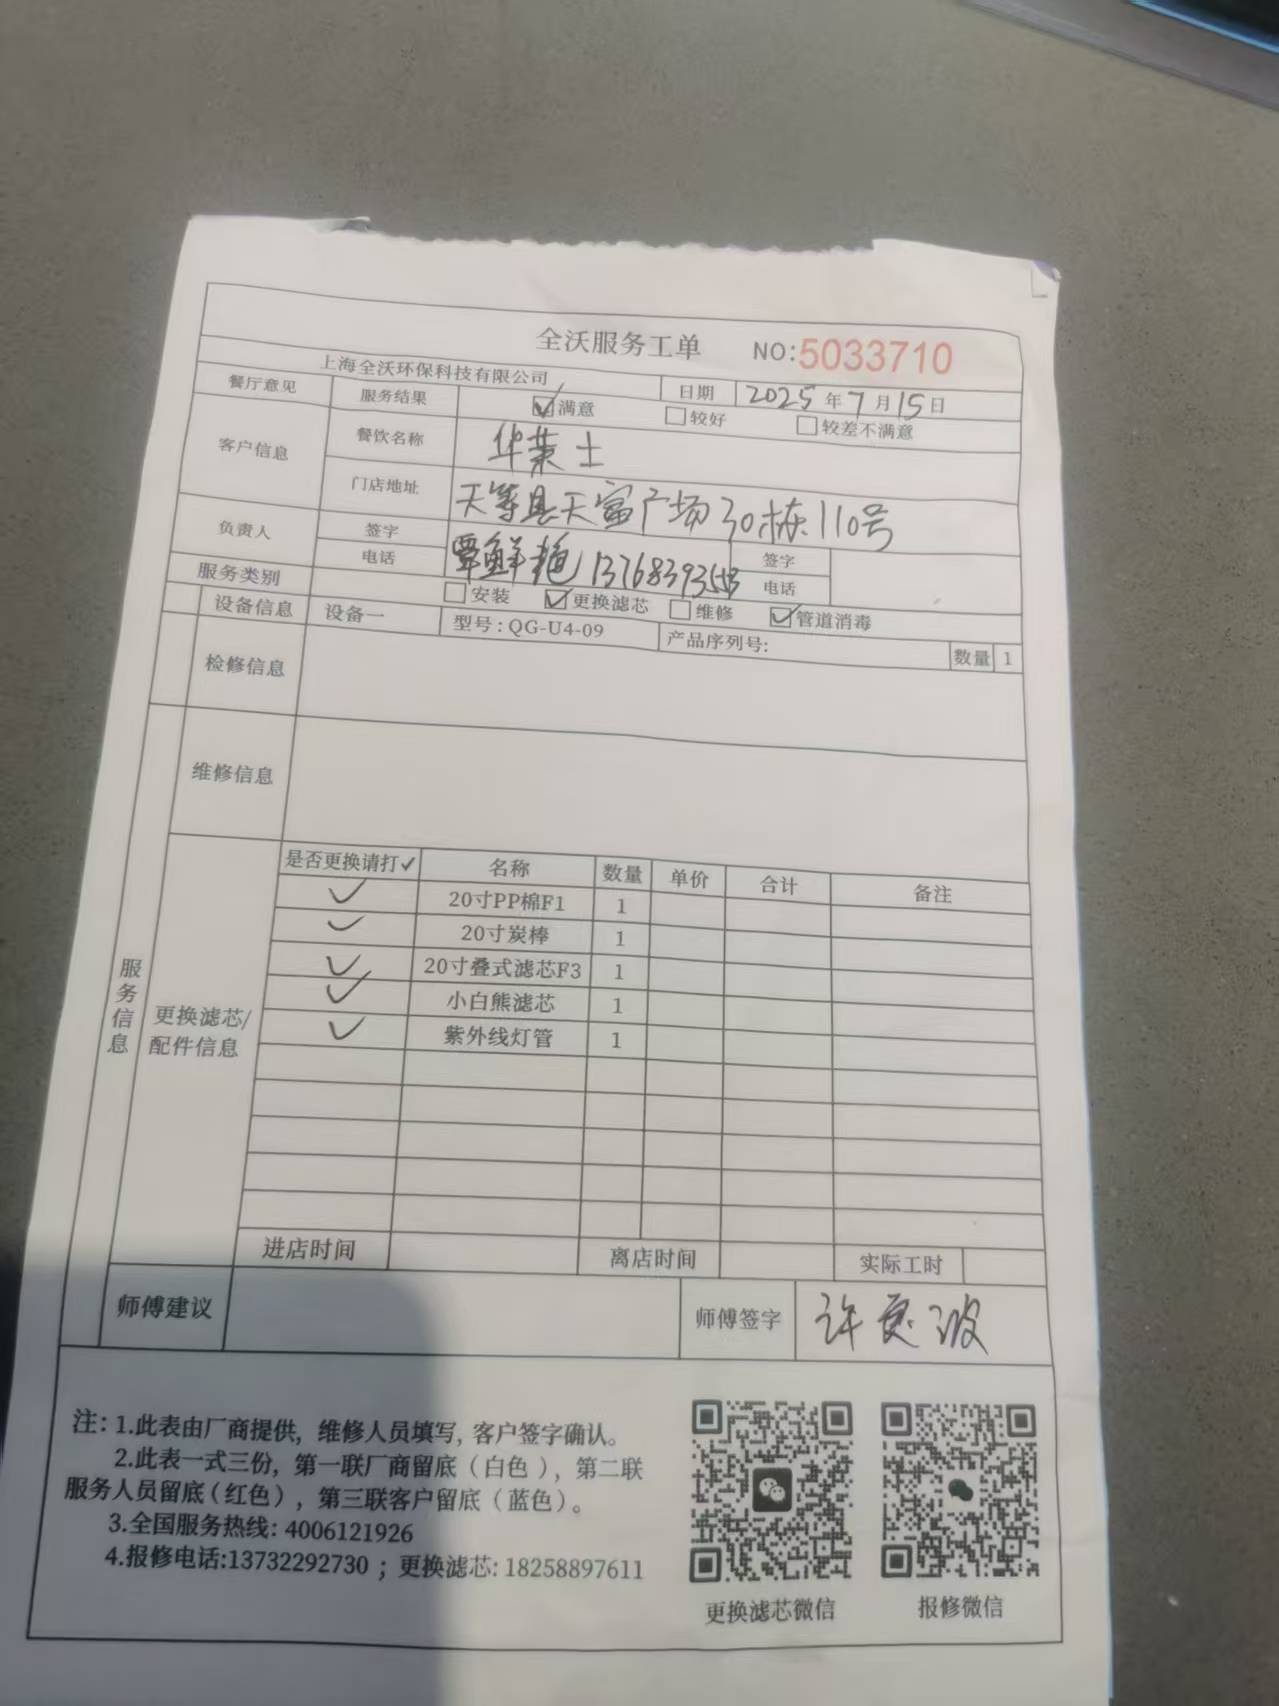 全沃服务工单 NO:5033710
上海全沃环保科技有限公司 日期 2025年7月15日
餐厅意见 服务结果 ☑满意 □较好 □较差不满意
客户信息 餐饮名称 华莱士
门店地址 天等县天富广场30栋110号
负责人 签字 覃鲜艳 签字
电话 13768393553 电话
服务类别 □安装 ☑更换滤芯 □维修 ☑管道消毒
设备信息 设备一 型号:QG-U4-09 产品序列号: 数量 1
检修信息
维修信息
服务信息
更换滤芯/配件信息
是否更换请打✓ 名称 数量 单价 合计 备注
✓ 20寸PP棉F1 1
✓ 20寸炭棒 1
✓ 20寸叠式滤芯F3 1
✓ 小白熊滤芯 1
✓ 紫外线灯管 1
进店时间 离店时间 实际工时
师傅建议 师傅签字 许
注: 1.此表由厂商提供, 维修人员填写, 客户签字确认。
2.此表一式三份, 第一联厂商留底(白色), 第二联
服务人员留底(红色), 第三联客户留底(蓝色)。
3.全国服务热线: 4006121926
4.报修电话:13732292730 ; 更换滤芯: 18258897611
更换滤芯微信 报修微信